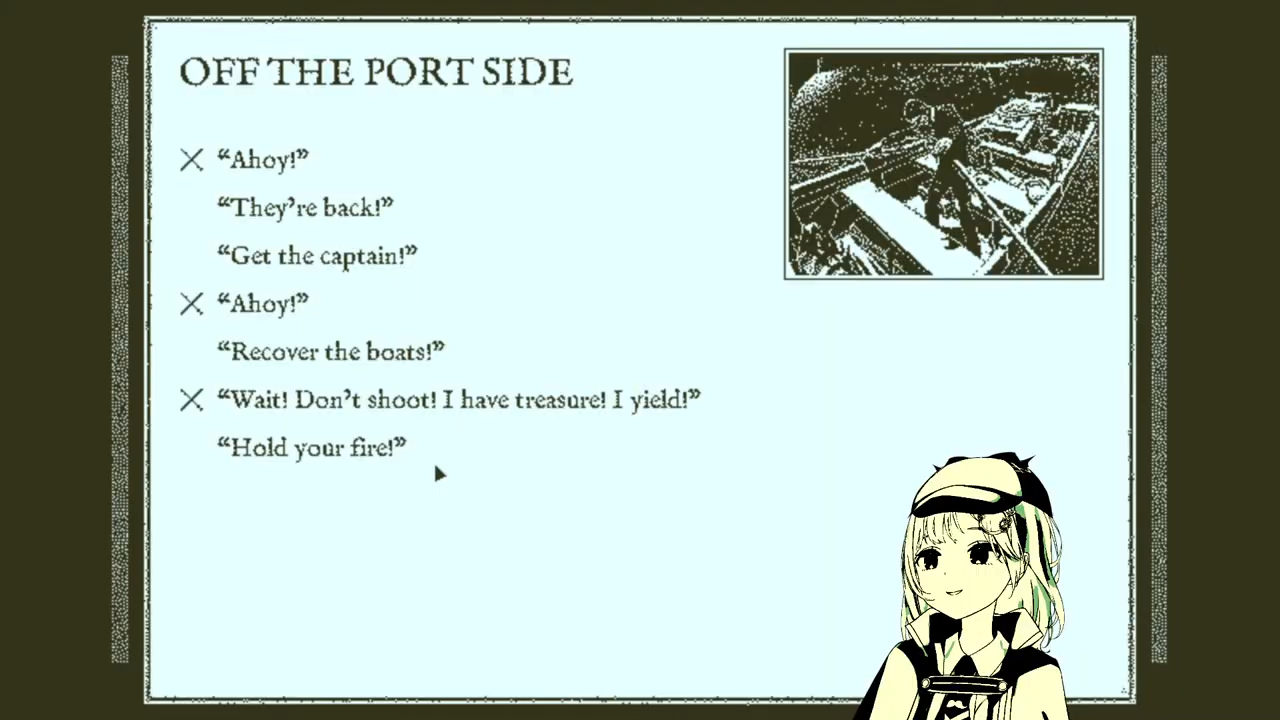 OFF THE PORT SIDE
“Ahoy!”
“They’re back!”
“Get the captain!”
“Ahoy!”
“Recover the boats!”
“Wait! Don’t shoot! I have treasure! I yield!”
“Hold your fire!”